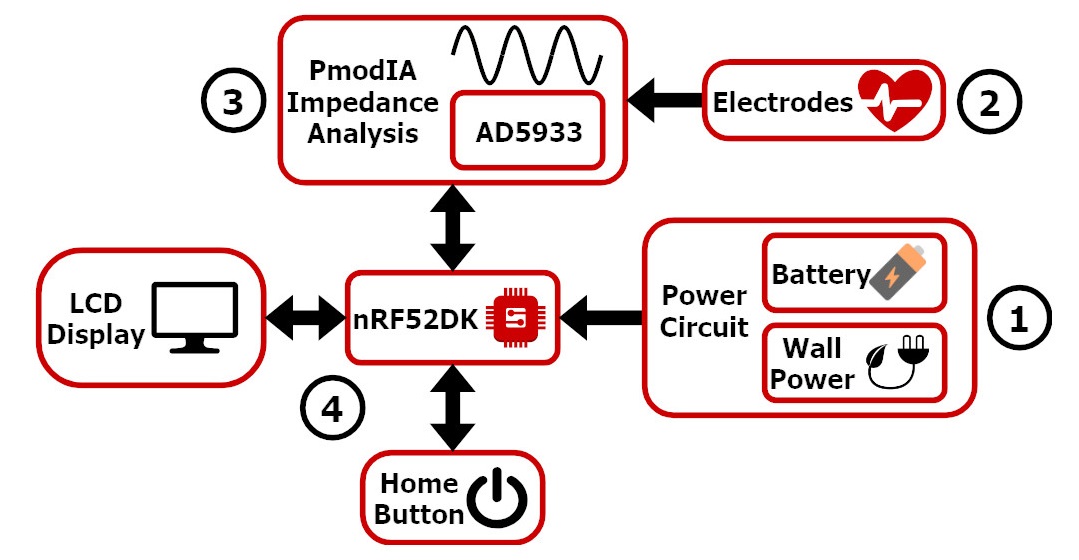 3
PmodIA
Impedance
Analysis
AD5933
Electrodes
2
LCD
Display
nRF52DK
Power
Circuit
Battery
Wall
Power
1
4
Home
Button